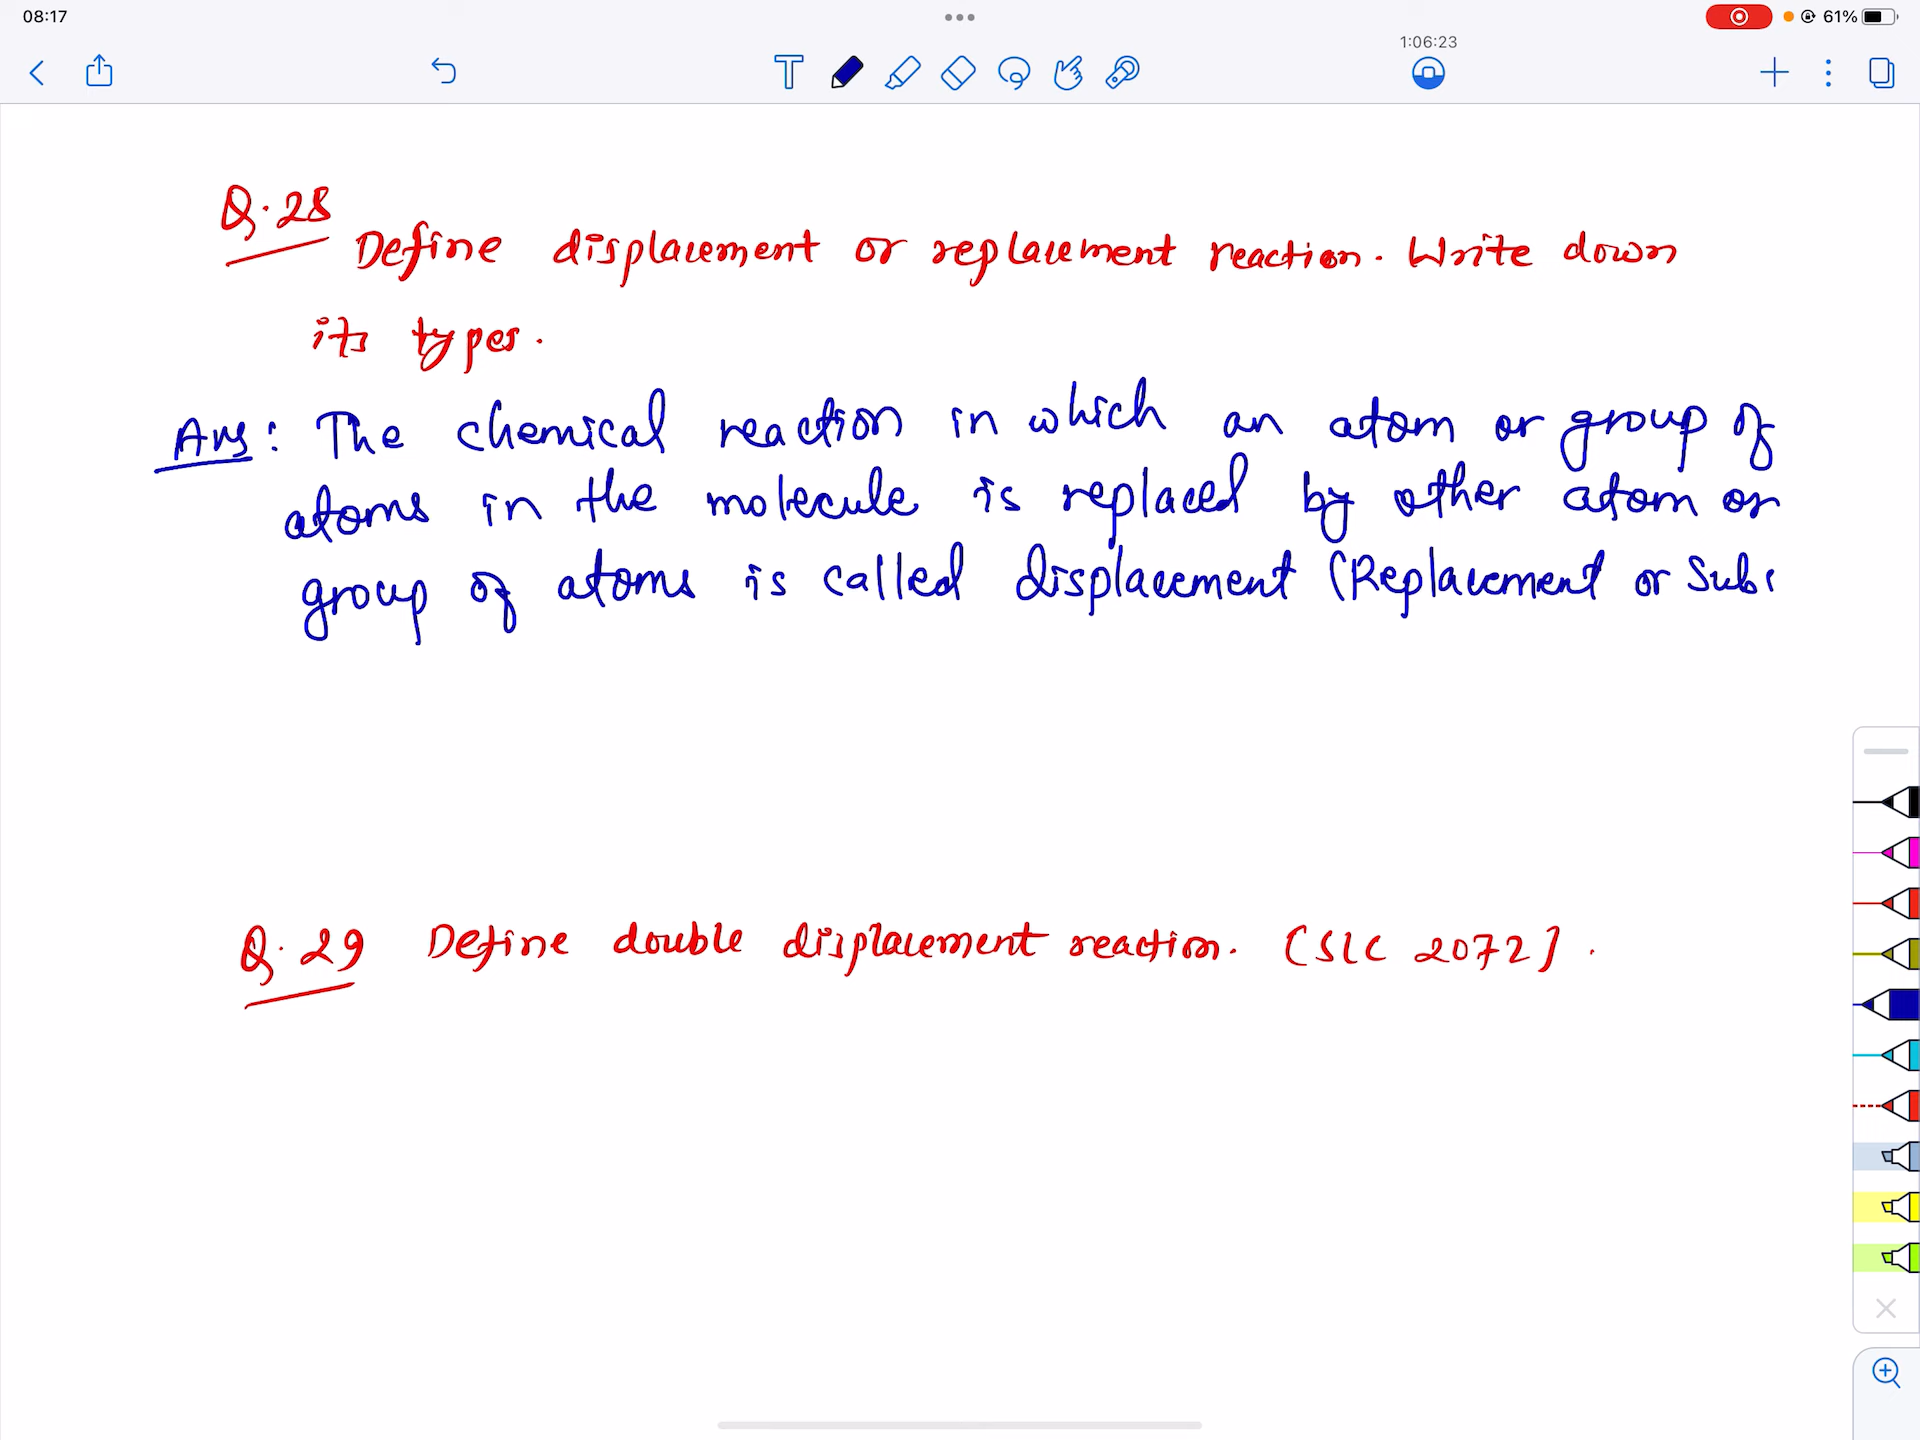 08:17
61%
1:06:23
Q.28
Define displacement or replacement reaction. Write down
its types.
Ans: The chemical reaction in which an atom or group of
atoms in the molecule is replaced by other atom or
group of atoms is called displacement (Replacement or Subs
Q.29 Define double displacement reaction. [SLC 2072].